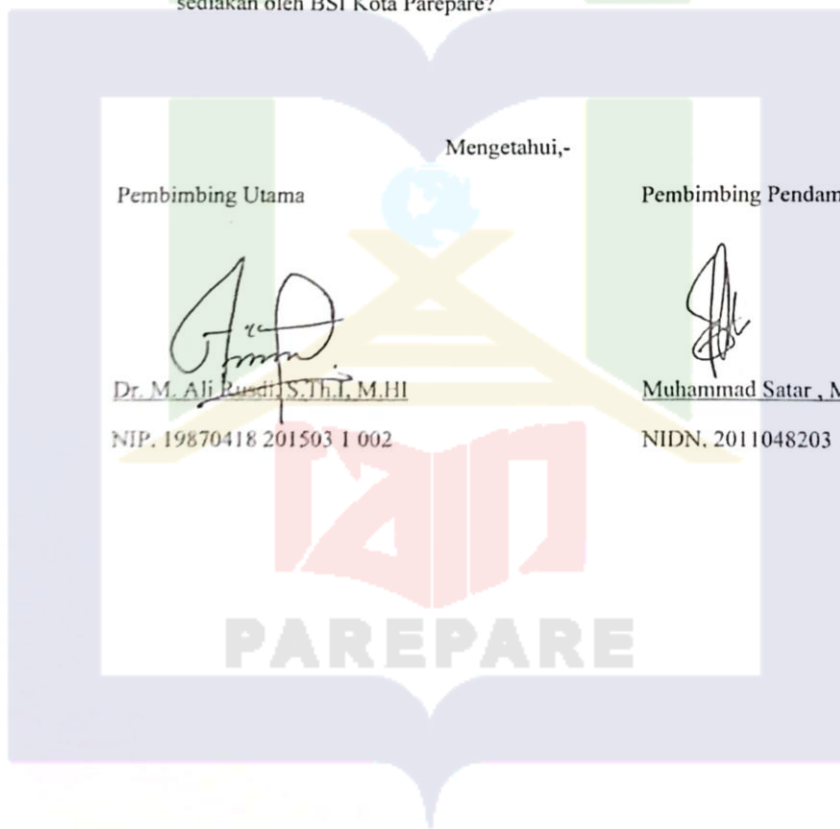 sediakan oleh BSI Kota Parepare?
Mengetahui,-
Pembimbing Utama
Pembimbing Pendam
Dr. M. Ali Rusdi, S.Th.I, M.HI
Muhammad Satar , M
NIP. 19870418 201503 1 002
NIDN. 2011048203
iain
PAREPARE